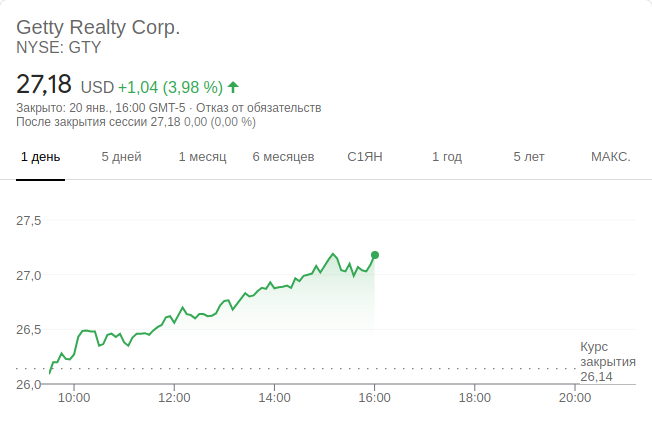 Getty Realty Corp.
NYSE: GTY
27,18 USD +1,04 (3,98 %)
Закрыто: 20 янв., 16:00 GMT-5 · Отказ от обязательств
После закрытия сессии 27,18 0,00 (0,00 %)
1 день 5 дней 1 месяц 6 месяцев С1ЯН 1 год 5 лет МАКС.
27,5
27,0
26,5
Курс
закрытия
26,14
26,0
10:00 12:00 14:00 16:00 18:00 20:00